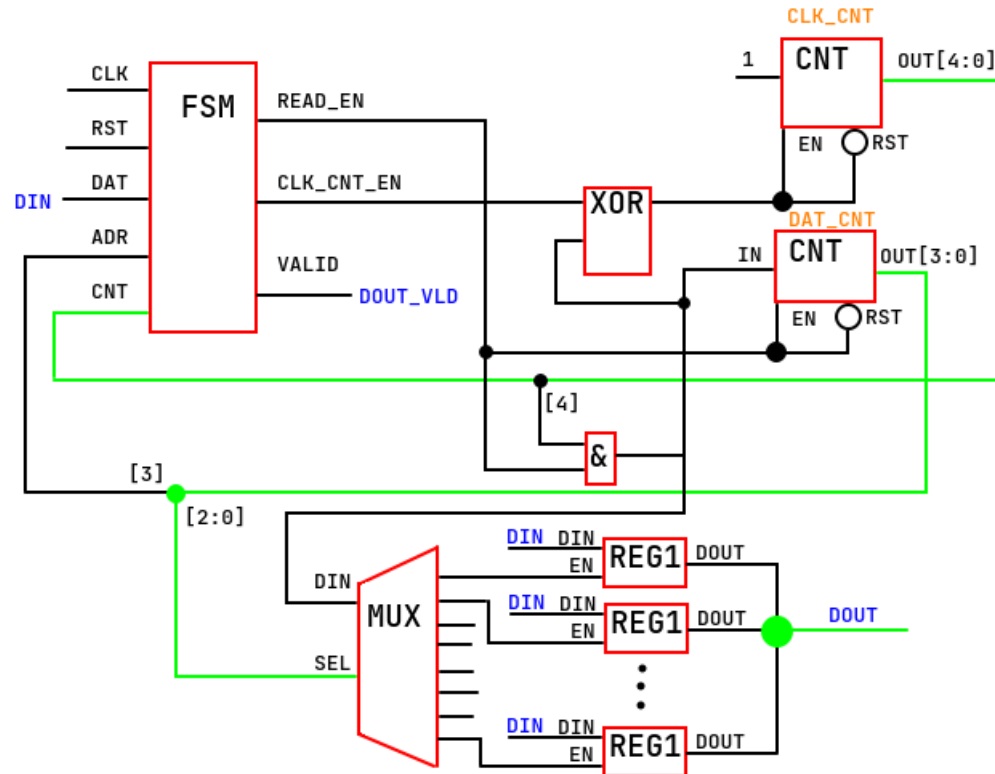 CLK_CNT
CLK
FSM
READ_EN
1
CNT
OUT[4:0]
RST
EN
RST
DIN
DAT
CLK_CNT_EN
XOR
DAT_CNT
ADR
VALID
IN
CNT
OUT[3:0]
CNT
DOUT_VLD
EN
RST
[4]
&
[3]
[2:0]
DIN
MUX
SEL
DIN
DIN
EN
REG1
DOUT
DIN
DIN
EN
REG1
DOUT
DOUT
DIN
DIN
EN
REG1
DOUT